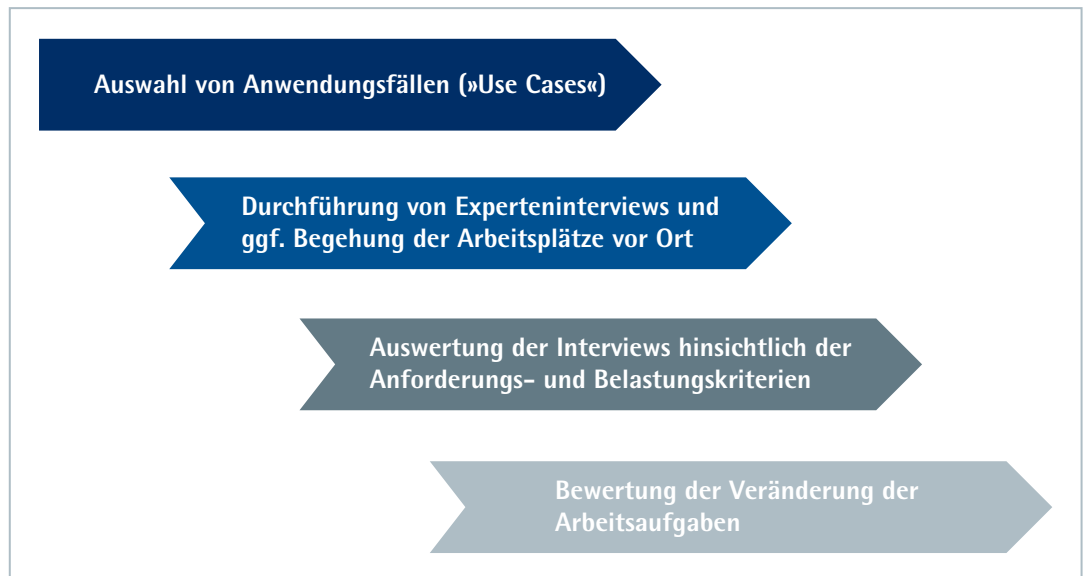 Auswahl von Anwendungsfällen (»Use Cases«)
Durchführung von Experteninterviews und
ggf. Begehung der Arbeitsplätze vor Ort
Auswertung der Interviews hinsichtlich der
Anforderungs- und Belastungskriterien
Bewertung der Veränderung der
Arbeitsaufgaben